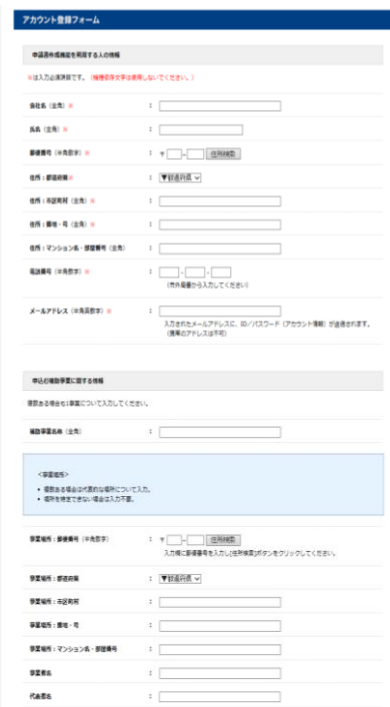 アカウント登録フォーム
申請書作成機能を利用する人の情報
※は入力必須項目です。（機種依存文字は使用しないでください。）
会社名（全角）※ ：
氏名（全角）※ ：
郵便番号（半角数字）※ ： 〒 - 住所検索
住所：都道府県※ ： ▼都道府県
住所：市区町村（全角）※ ：
住所：番地・号（全角）※ ：
住所：マンション名・部屋番号（全角） ：
電話番号（半角数字）※ ： - -
（市外局番から入力してください）
メールアドレス（半角英数字）※ ：
入力されたメールアドレスに、ID／パスワード（アカウント情報）が送信されます。
（携帯のアドレスは不可）
申込む補助事業に関する情報
複数ある場合も1事業について入力してください。
補助事業名称（全角） ：
＜事業場所＞
• 複数ある場合は代表的な場所について入力。
• 場所を特定できない場合は入力不要。
事業場所：郵便番号（半角数字） ： 〒 - 住所検索
入力欄に郵便番号を入力し[住所検索]ボタンをクリックしてください。
事業場所：都道府県 ： ▼都道府県
事業場所：市区町村 ：
事業場所：番地・号 ：
事業場所：マンション名・部屋番号 ：
事業者名 ：
代表者名 ：